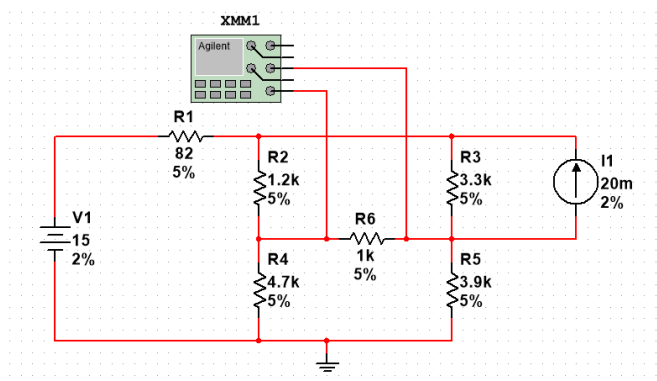 XMM1
Agilent
R1
82
5%
R2
1.2k
5%
R3
3.3k
5%
I1
20m
2%
V1
15
2%
R6
1k
5%
R4
4.7k
5%
R5
3.9k
5%